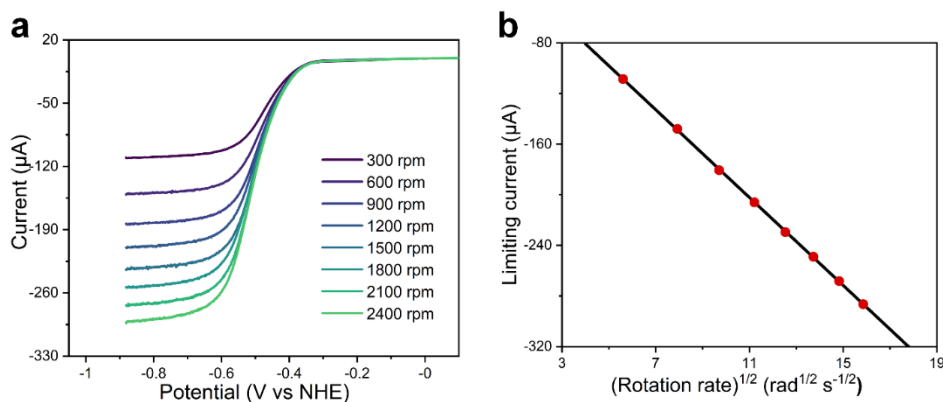 a
20
-50
-120
-190
-260
-330
Current (µA)
300 rpm
600 rpm
900 rpm
1200 rpm
1500 rpm
1800 rpm
2100 rpm
2400 rpm
-1
-0.8
-0.6
-0.4
-0.2
-0
Potential (V vs NHE)
b
-80
-160
-240
-320
Limiting current (µA)
3
7
11
15
19
(Rotation rate)^1/2 (rad^1/2 s^-1/2)